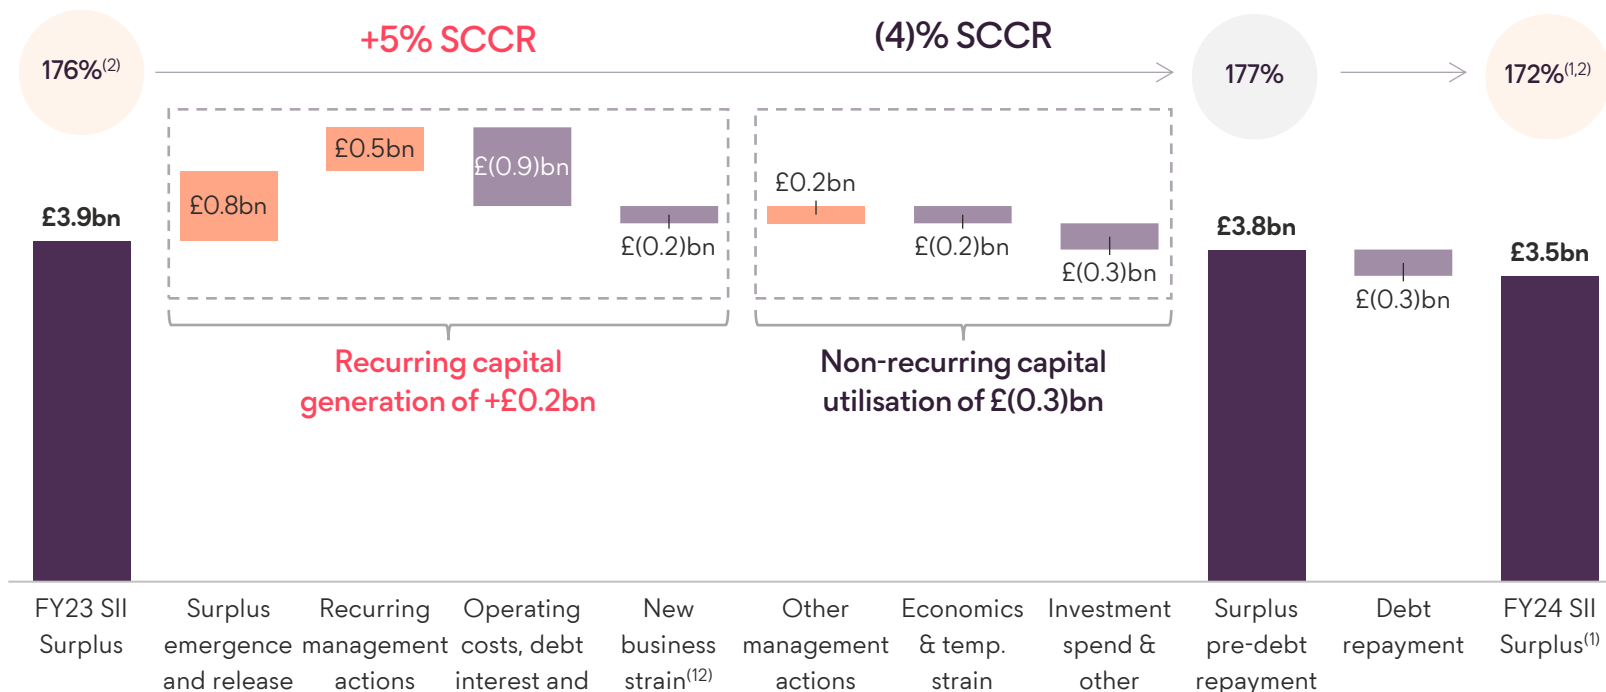 +5% SCCR
(4)% SCCR
176%(2)
177%
172%(1,2)
£3.9bn
£0.8bn
£0.5bn
£(0.9)bn
£(0.2)bn
£0.2bn
£(0.2)bn
£(0.3)bn
£3.8bn
£(0.3)bn
£3.5bn
Recurring capital
generation of +£0.2bn
Non-recurring capital
utilisation of £(0.3)bn
FY23 SII
Surplus
Surplus
emergence
and release
Recurring
management
actions
Operating
costs, debt
interest and
New
business
strain(12)
Other
management
actions
Economics
& temp.
strain
Investment
spend &
other
Surplus
pre-debt
repayment
Debt
repayment
FY24 SII
Surplus(1)